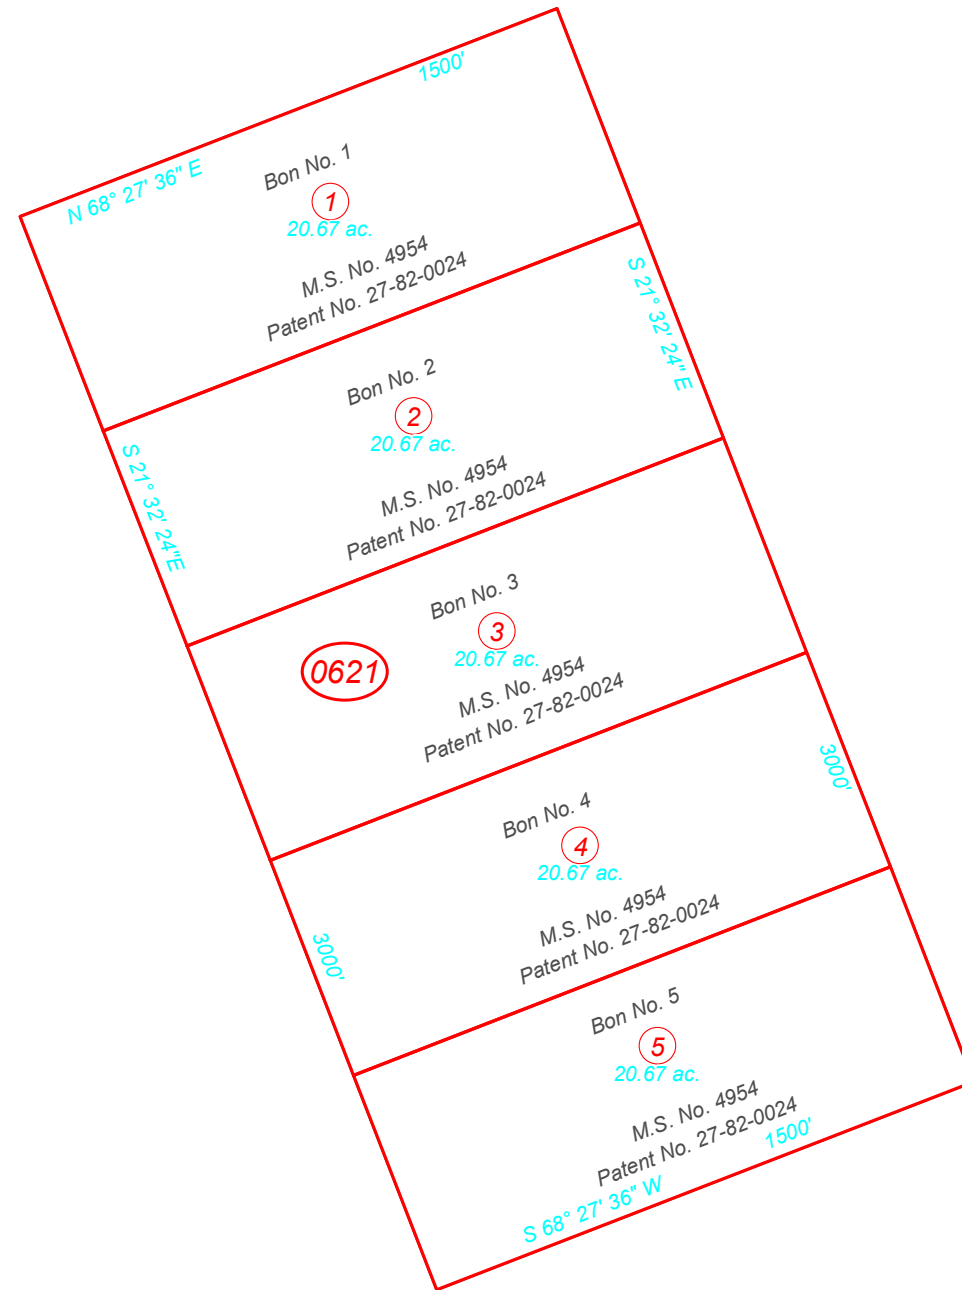 1500'
N 68° 27' 36" E
Bon No. 1
1
20.67 ac.
M.S. No. 4954
Patent No. 27-82-0024
S 21° 32' 24" E
Bon No. 2
2
20.67 ac.
S 21° 32' 24"E
M.S. No. 4954
Patent No. 27-82-0024
Bon No. 3
3
20.67 ac.
0621
M.S. No. 4954
Patent No. 27-82-0024
3000'
Bon No. 4
4
20.67 ac.
M.S. No. 4954
Patent No. 27-82-0024
3000'
Bon No. 5
5
20.67 ac.
M.S. No. 4954
Patent No. 27-82-0024
1500'
S 68° 27' 36" W